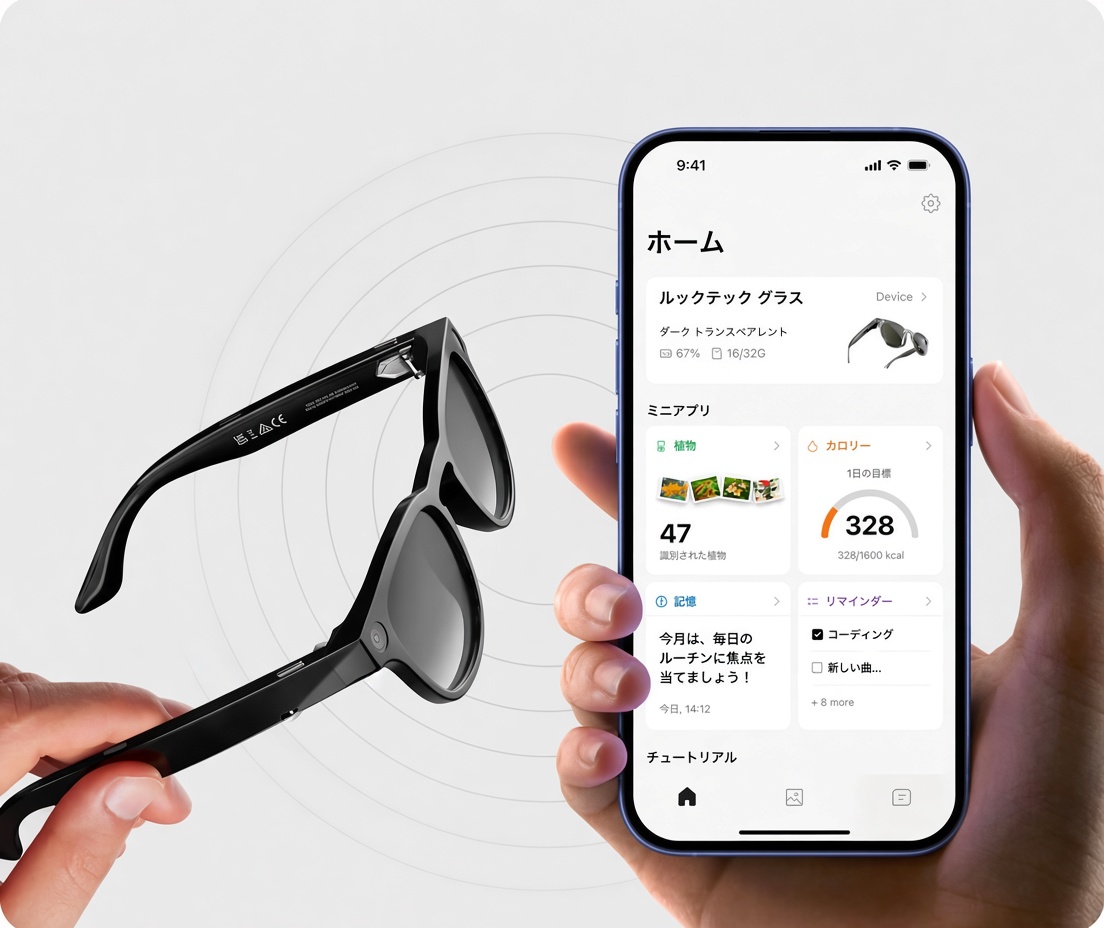 9:41
ホーム
ルックテック グラス
Device
ダーク トランスペアレント
67%
16/32G
ミニアプリ
植物
47
識別された植物
カロリー
1日の目標
328
328/1600 kcal
記憶
今月は、毎日の
ルーチンに焦点を
当てましょう！
今日, 14:12
リマインダー
コーディング
新しい曲...
+ 8 more
チュートリアル
CE